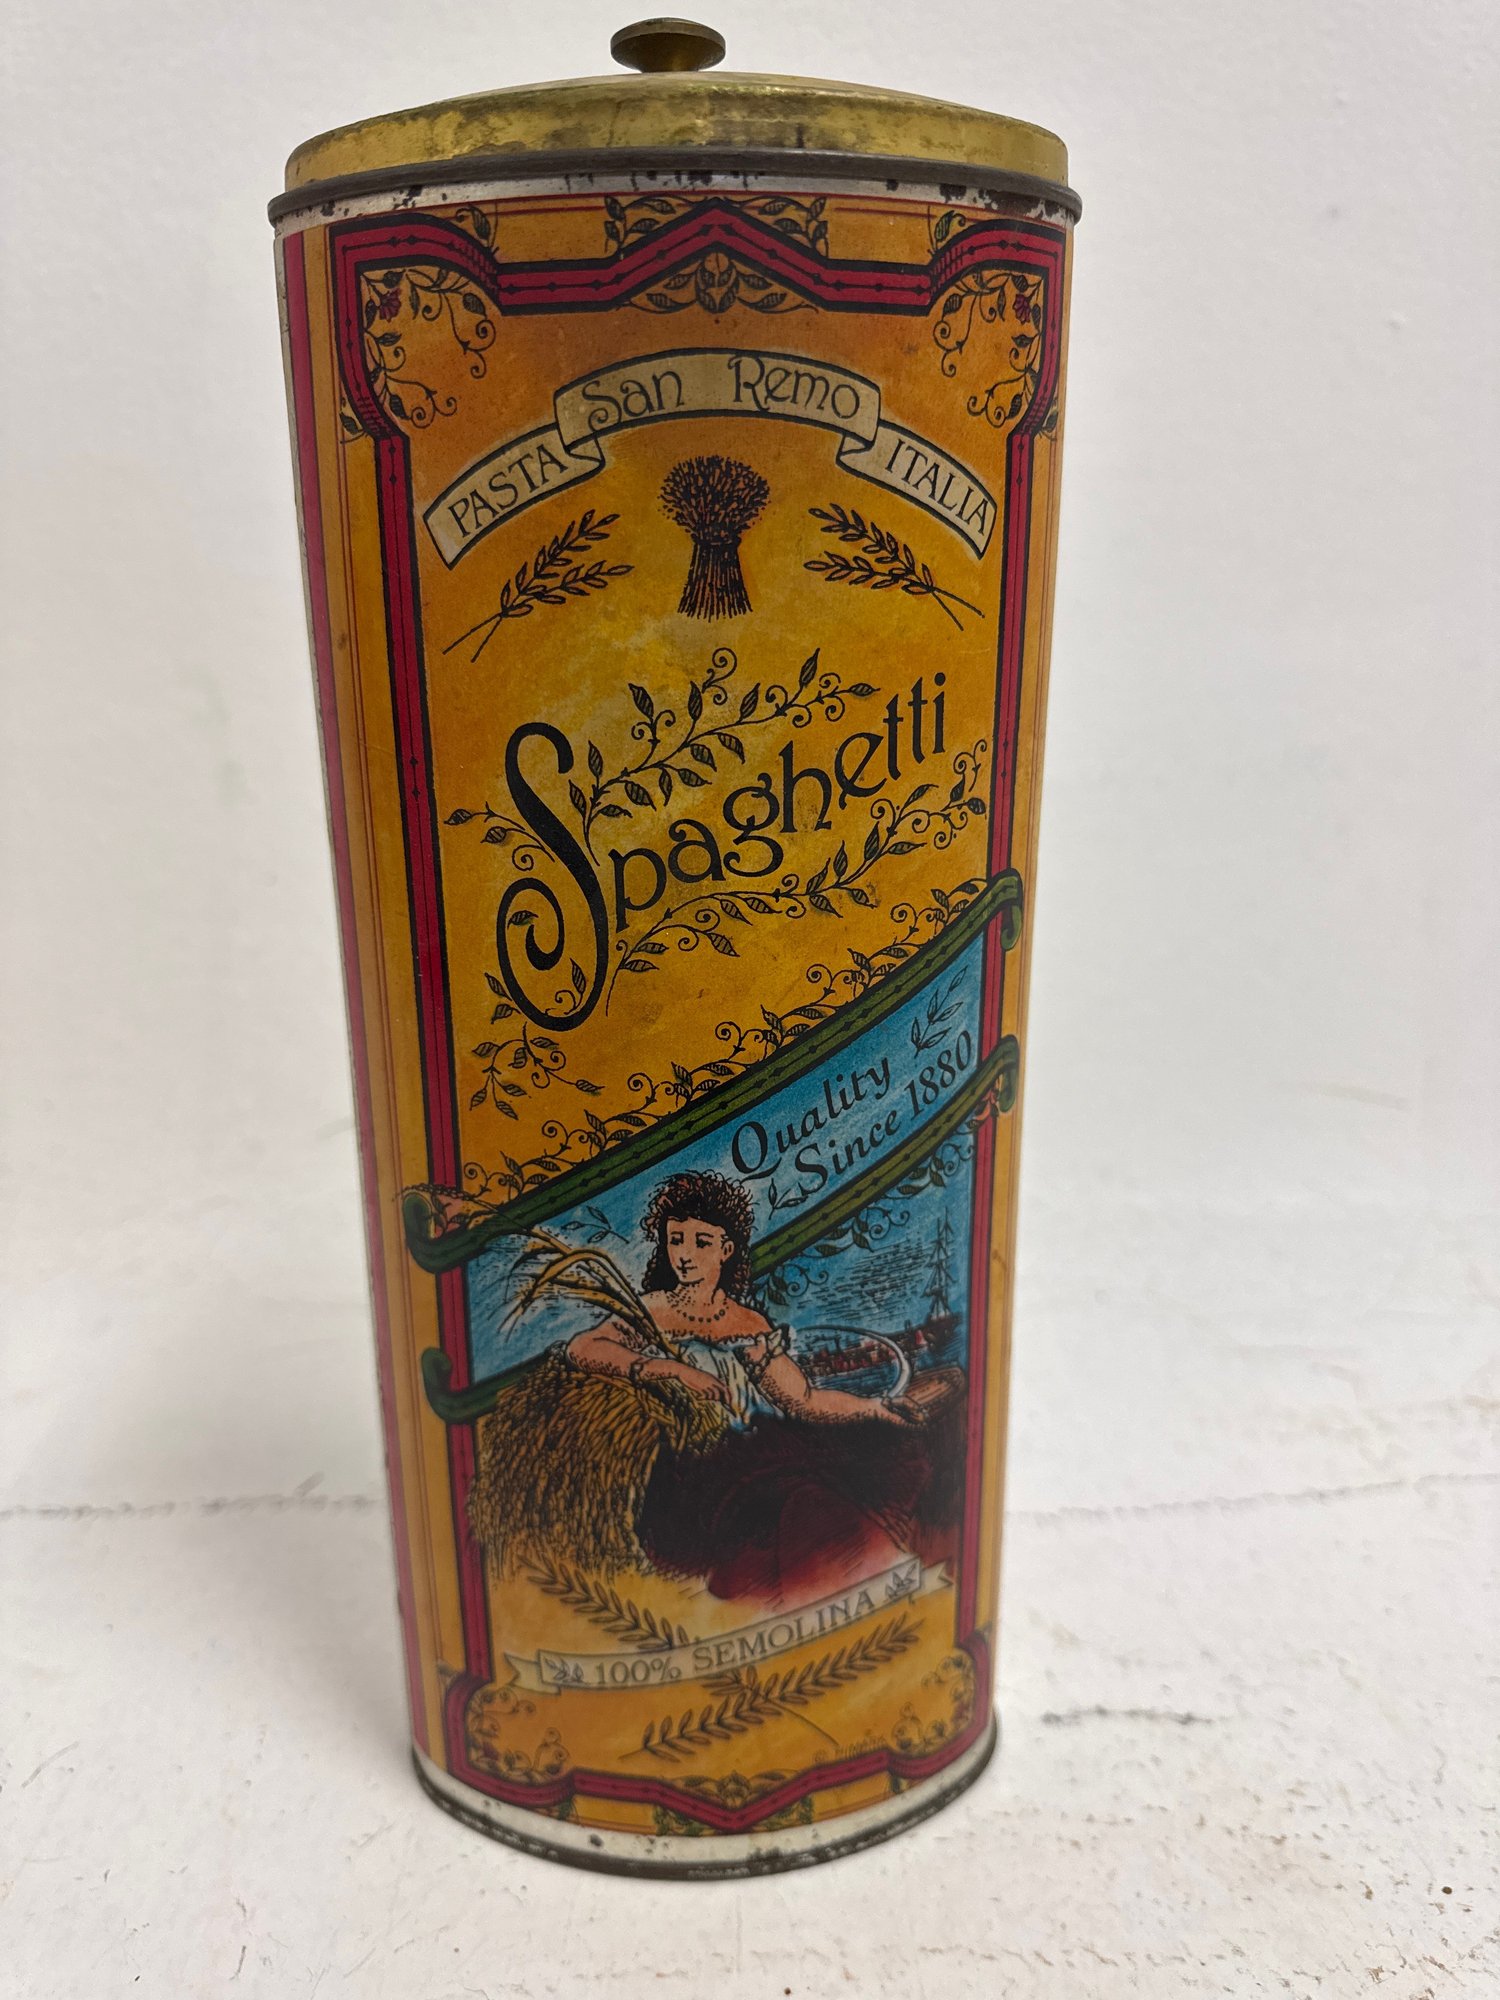 PASTA San Remo ITALIA
Spaghetti
Quality
Since 1880
100% SEMOLINA